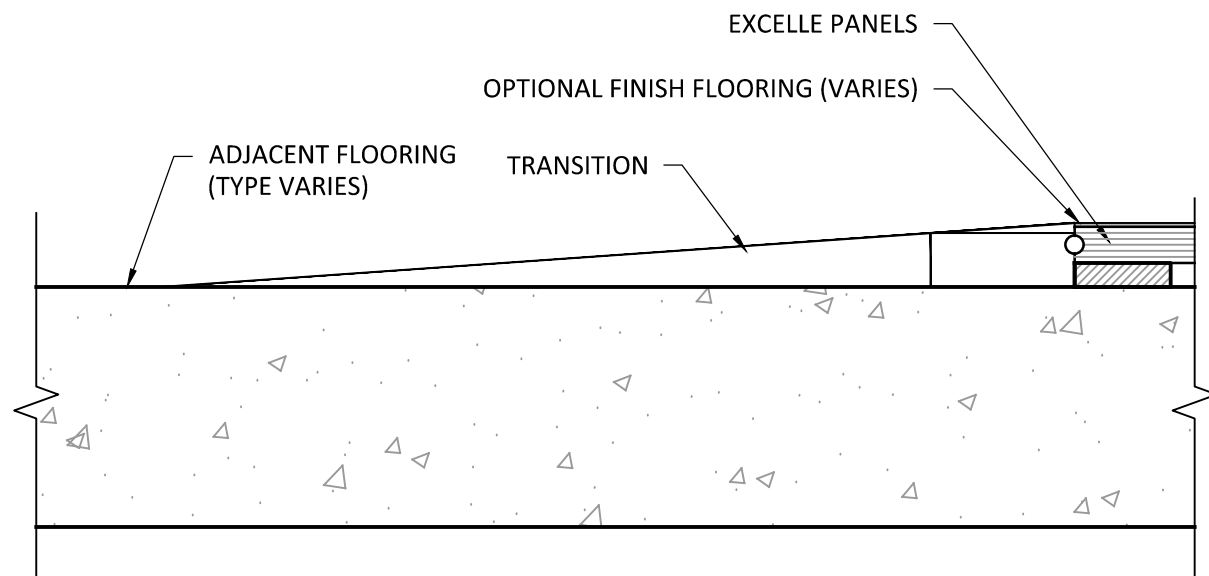 EXCELLE PANELS
OPTIONAL FINISH FLOORING (VARIES)
ADJACENT FLOORING
(TYPE VARIES)
TRANSITION